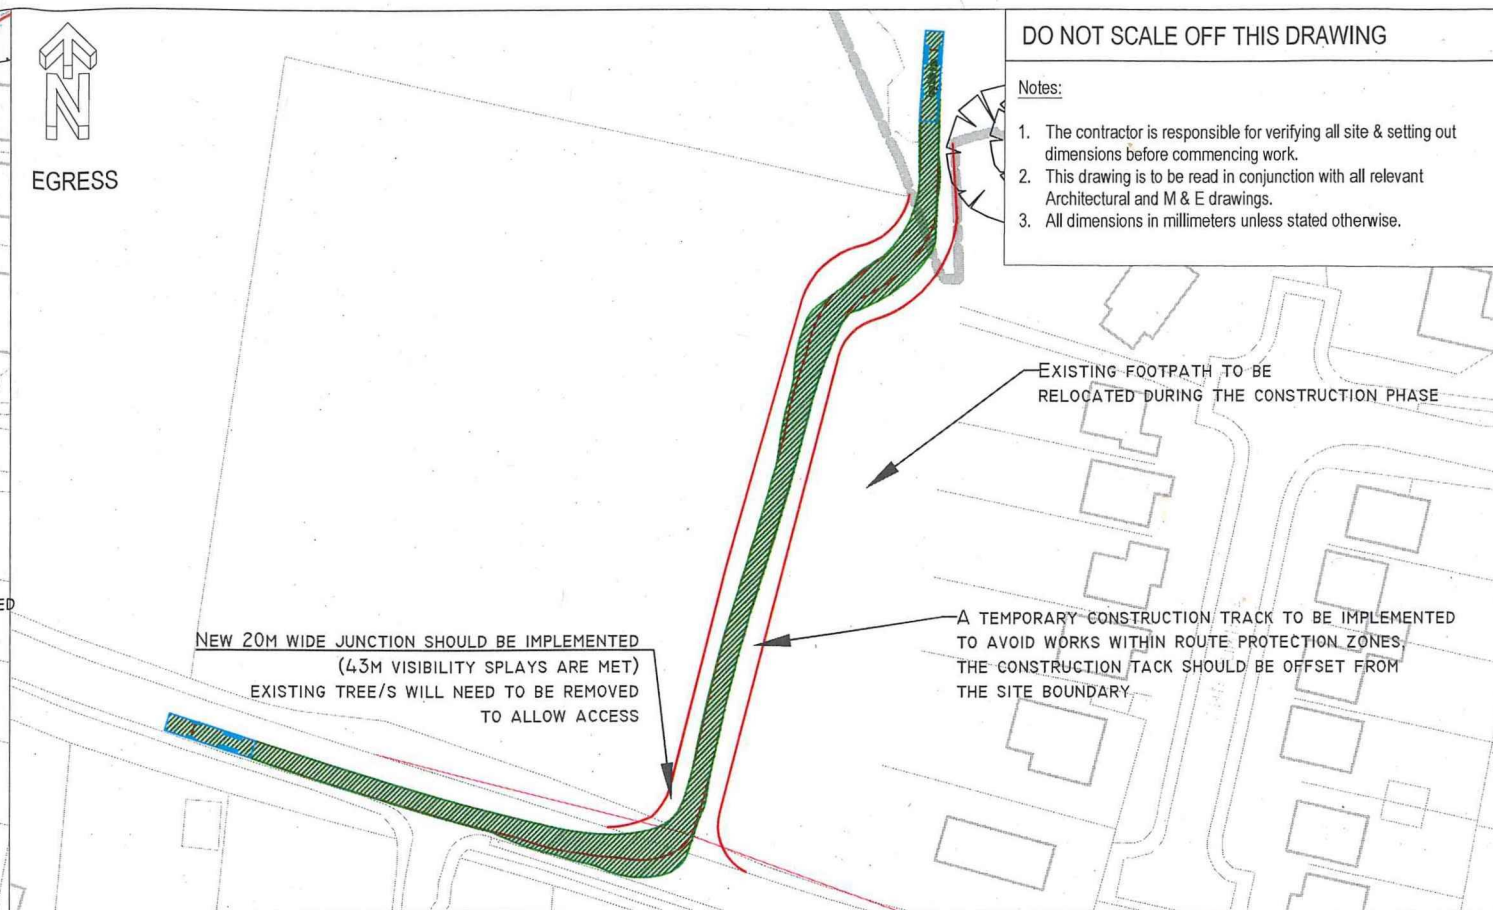 N
EGRESS
DO NOT SCALE OFF THIS DRAWING
Notes:
1. The contractor is responsible for verifying all site & setting out
dimensions before commencing work.
2. This drawing is to be read in conjunction with all relevant
Architectural and M & E drawings.
3. All dimensions in millimeters unless stated otherwise.
EXISTING FOOTPATH TO BE
RELOCATED DURING THE CONSTRUCTION PHASE
A TEMPORARY CONSTRUCTION TRACK TO BE IMPLEMENTED
TO AVOID WORKS WITHIN ROUTE PROTECTION ZONES,
THE CONSTRUCTION TACK SHOULD BE OFFSET FROM
THE SITE BOUNDARY
NEW 20M WIDE JUNCTION SHOULD BE IMPLEMENTED
(43M VISIBILITY SPLAYS ARE MET)
EXISTING TREE/S WILL NEED TO BE REMOVED
TO ALLOW ACCESS
ED